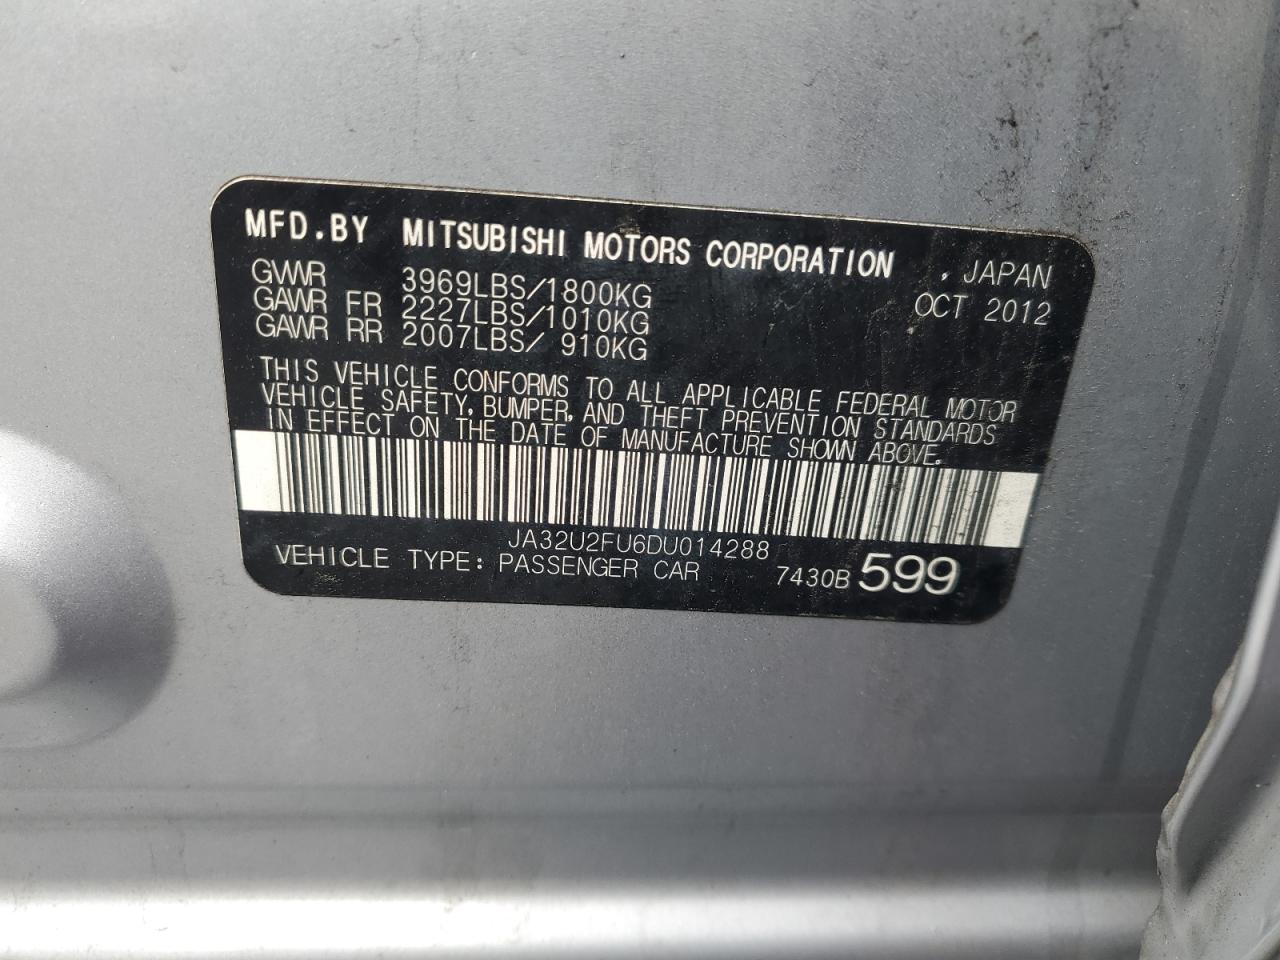 MFD.BY MITSUBISHI MOTORS CORPORATION , JAPAN
GVWR 3969LBS/1800KG OCT 2012
GAWR FR 2227LBS/1010KG
GAWR RR 2007LBS/ 910KG
THIS VEHICLE CONFORMS TO ALL APPLICABLE FEDERAL MOTOR
VEHICLE SAFETY, BUMPER, AND THEFT PREVENTION STANDARDS
IN EFFECT ON THE DATE OF MANUFACTURE SHOWN ABOVE.
JA32U2FU6DU014288
VEHICLE TYPE: PASSENGER CAR 7430B 599